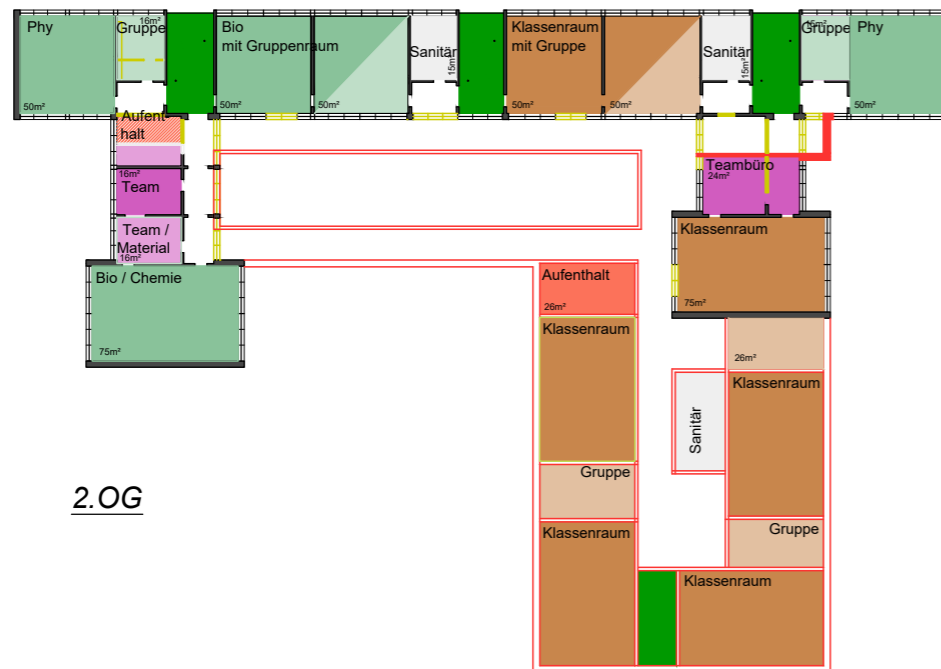 Phy
16m²
Gruppe
Bio
mit Gruppenraum
Sanitär
15m²
Klassenraum
mit Gruppe
Sanitär
15m²
15m²
Gruppe
Phy
50m²
50m²
50m²
50m²
50m²
50m²
Aufent
halt
16m²
Team
Team /
Material
16m²
Bio / Chemie
75m²
Teambüro
24m²
Klassenraum
75m²
Aufenthalt
26m²
Klassenraum
26m²
Klassenraum
Sanitär
Gruppe
Klassenraum
Gruppe
Klassenraum
2.OG